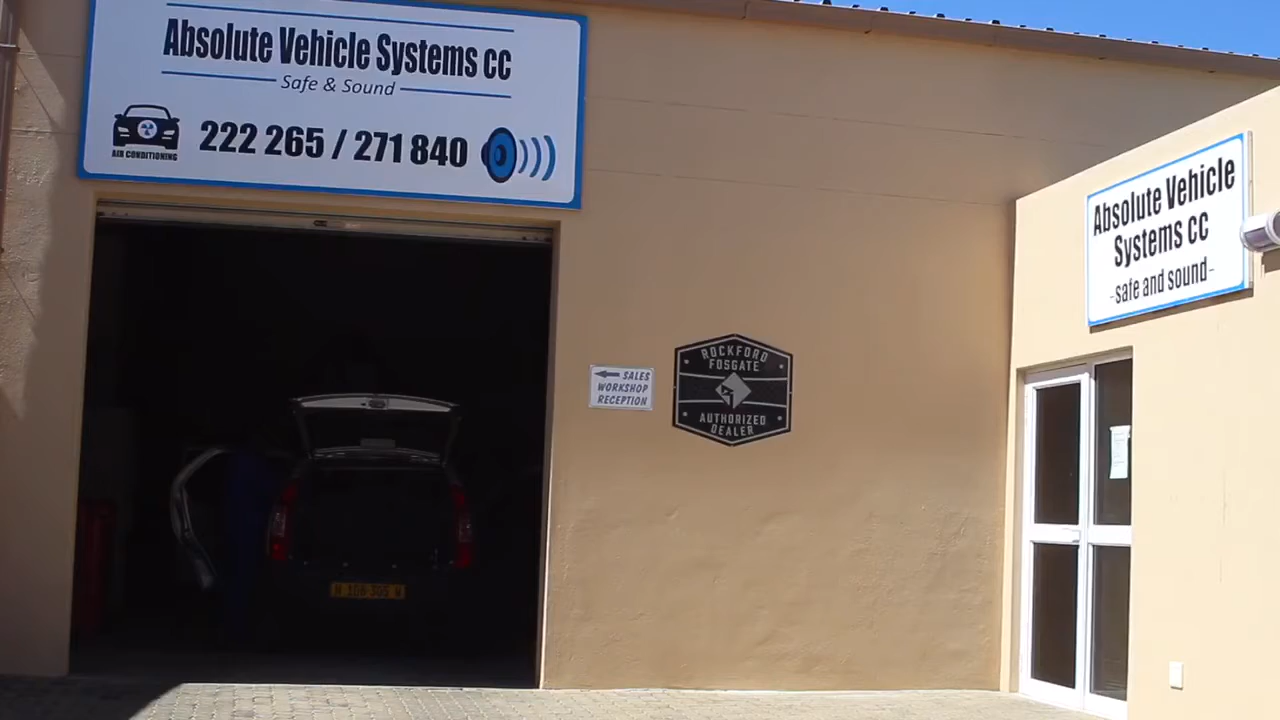 Absolute Vehicle Systems cc
Safe & Sound
AIR CONDITIONING
222 265 / 271 840
SALES
WORKSHOP
RECEPTION
ROCKFORD
FOSGATE
AUTHORIZED
DEALER
Absolute Vehicle
Systems cc
-safe and sound-